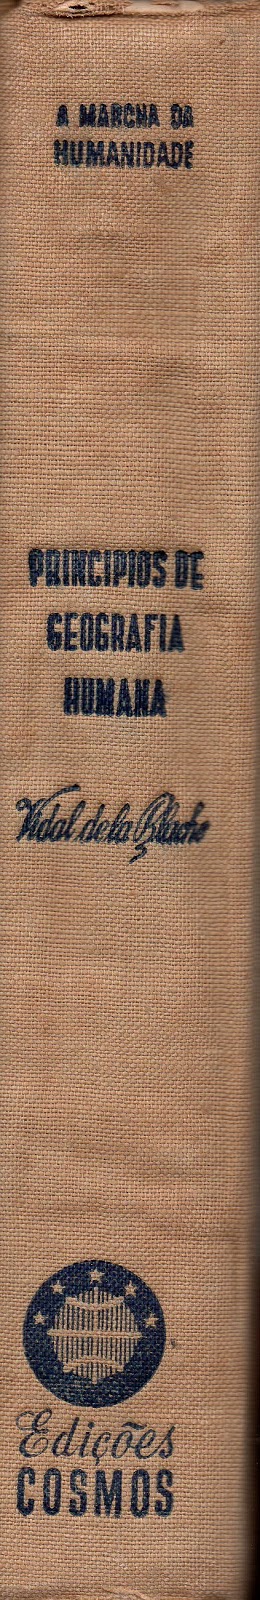 A MARCHA DA
HUMANIDADE
PRINCIPIOS DE
GEOGRAFIA
HUMANA
Vidal de la Blache
Edições
COSMOS